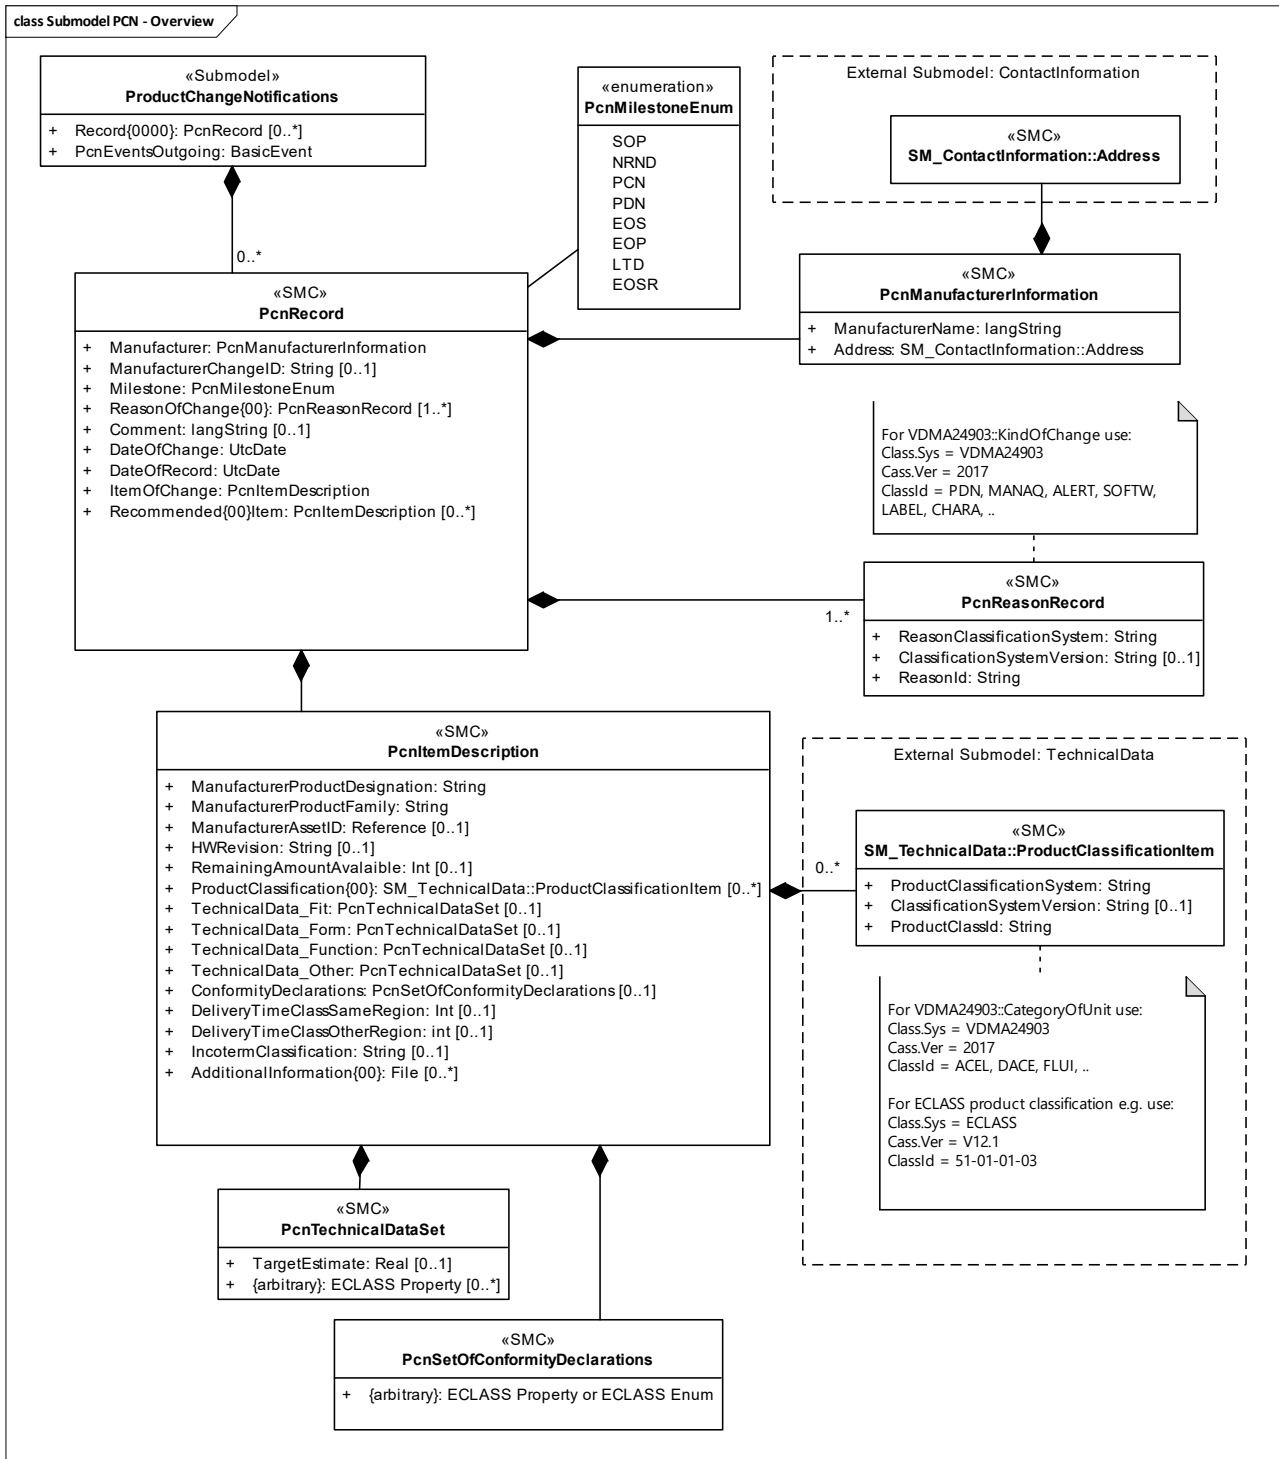 class Submodel PCN - Overview
«Submodel»
ProductChangeNotifications
+ Record{0000}: PcnRecord [0..*]
+ PcnEventsOutgoing: BasicEvent
«enumeration»
PcnMilestoneEnum
SOP
NRND
PCN
PDN
EOS
EOP
LTD
EOSR
External Submodel: ContactInformation
«SMC»
SM_ContactInformation::Address
0..*
«SMC»
PcnRecord
+ Manufacturer: PcnManufacturerInformation
+ ManufacturerChangeID: String [0..1]
+ Milestone: PcnMilestoneEnum
+ ReasonOfChange{00}: PcnReasonRecord [1..*]
+ Comment: langString [0..1]
+ DateOfChange: UtcDate
+ DateOfRecord: UtcDate
+ ItemOfChange: PcnItemDescription
+ Recommended{00}Item: PcnItemDescription [0..*]
«SMC»
PcnManufacturerInformation
+ ManufacturerName: langString
+ Address: SM_ContactInformation::Address
For VDMA24903::KindOfChange use:
Class.Sys = VDMA24903
Cass.Ver = 2017
ClassId = PDN, MANAQ, ALERT, SOFTW,
LABEL, CHARA, ..
1..*
«SMC»
PcnReasonRecord
+ ReasonClassificationSystem: String
+ ClassificationSystemVersion: String [0..1]
+ ReasonId: String
«SMC»
PcnItemDescription
+ ManufacturerProductDesignation: String
+ ManufacturerProductFamily: String
+ ManufacturerAssetID: Reference [0..1]
+ HWRevision: String [0..1]
+ RemainingAmountAvalaible: Int [0..1]
+ ProductClassification{00}: SM_TechnicalData::ProductClassificationItem [0..*]
+ TechnicalData_Fit: PcnTechnicalDataSet [0..1]
+ TechnicalData_Form: PcnTechnicalDataSet [0..1]
+ TechnicalData_Function: PcnTechnicalDataSet [0..1]
+ TechnicalData_Other: PcnTechnicalDataSet [0..1]
+ ConformityDeclarations: PcnSetOfConformityDeclarations [0..1]
+ DeliveryTimeClassSameRegion: Int [0..1]
+ DeliveryTimeClassOtherRegion: int [0..1]
+ IncotermClassification: String [0..1]
+ AdditionalInformation{00}: File [0..*]
External Submodel: TechnicalData
0..*
«SMC»
SM_TechnicalData::ProductClassificationItem
+ ProductClassificationSystem: String
+ ClassificationSystemVersion: String [0..1]
+ ProductClassId: String
For VDMA24903::CategoryOfUnit use:
Class.Sys = VDMA24903
Cass.Ver = 2017
ClassId = ACEL, DACE, FLUI, ..
For ECLASS product classification e.g. use:
Class.Sys = ECLASS
Cass.Ver = V12.1
ClassId = 51-01-01-03
«SMC»
PcnTechnicalDataSet
+ TargetEstimate: Real [0..1]
+ {arbitrary}: ECLASS Property [0..*]
«SMC»
PcnSetOfConformityDeclarations
+ {arbitrary}: ECLASS Property or ECLASS Enum